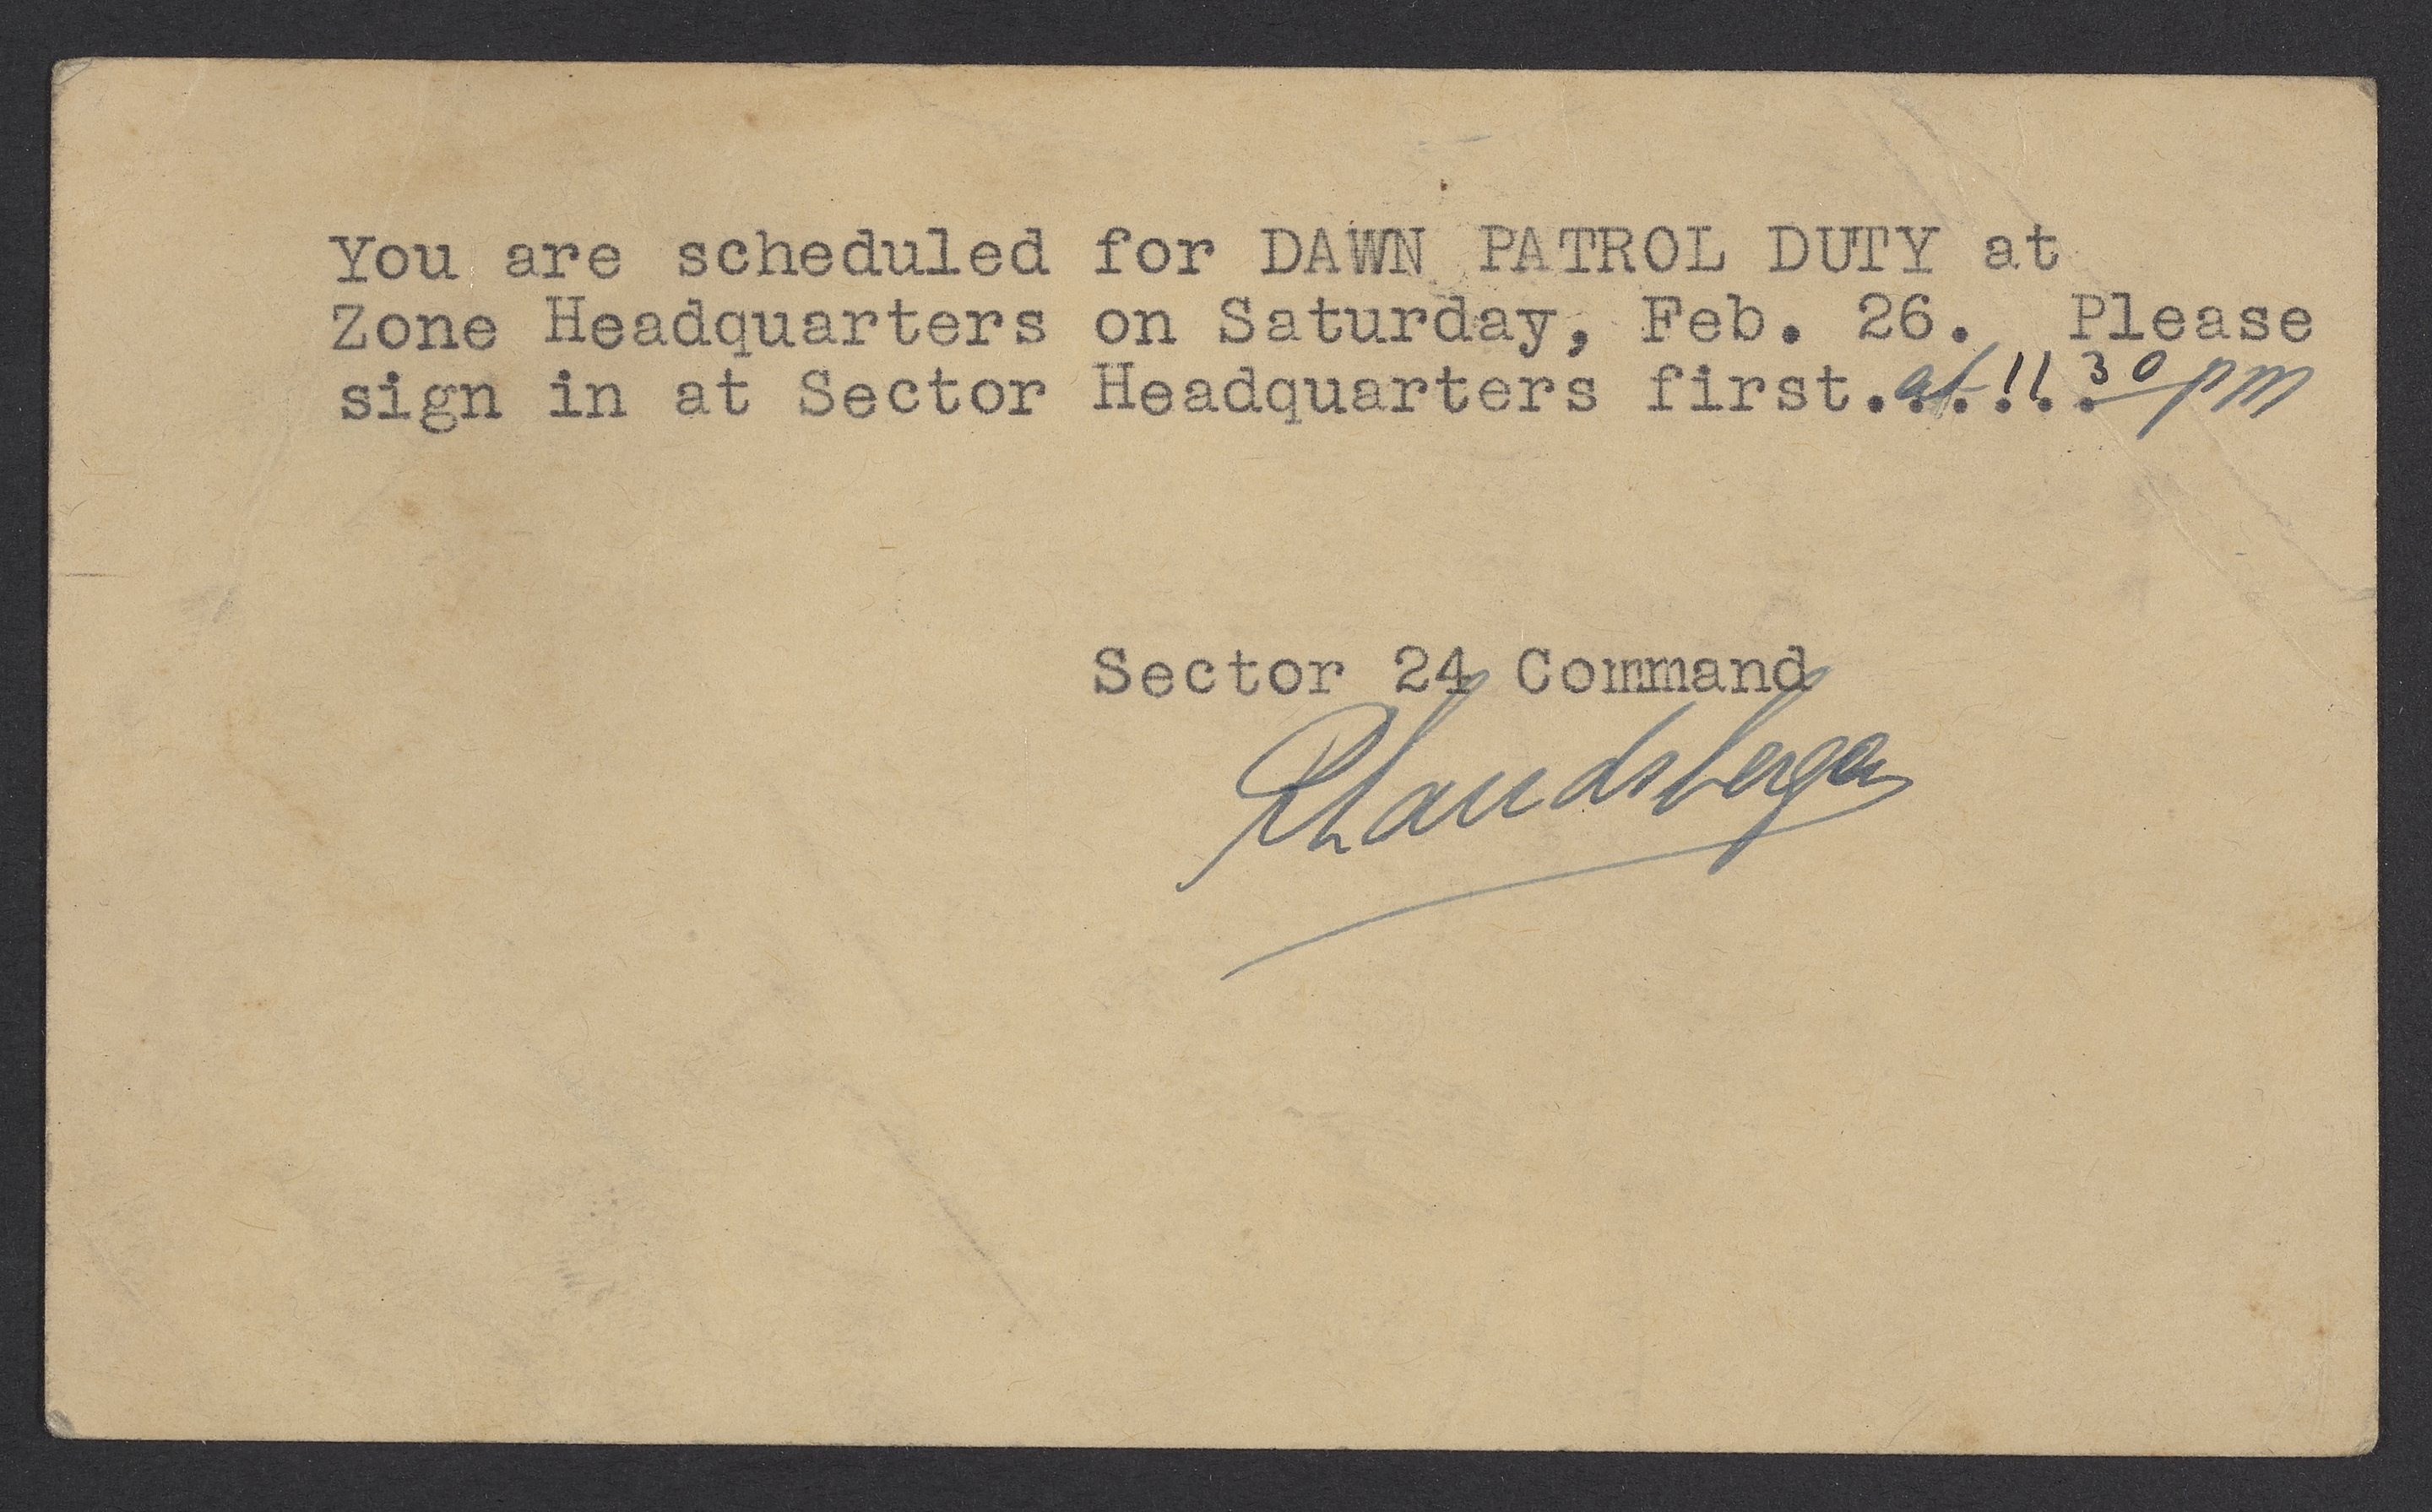 You are scheduled for DAWN PATROL DUTY at
Zone Headquarters on Saturday, Feb. 26. Please
sign in at Sector Headquarters first. at 11 30 pm
Sector 24 Command